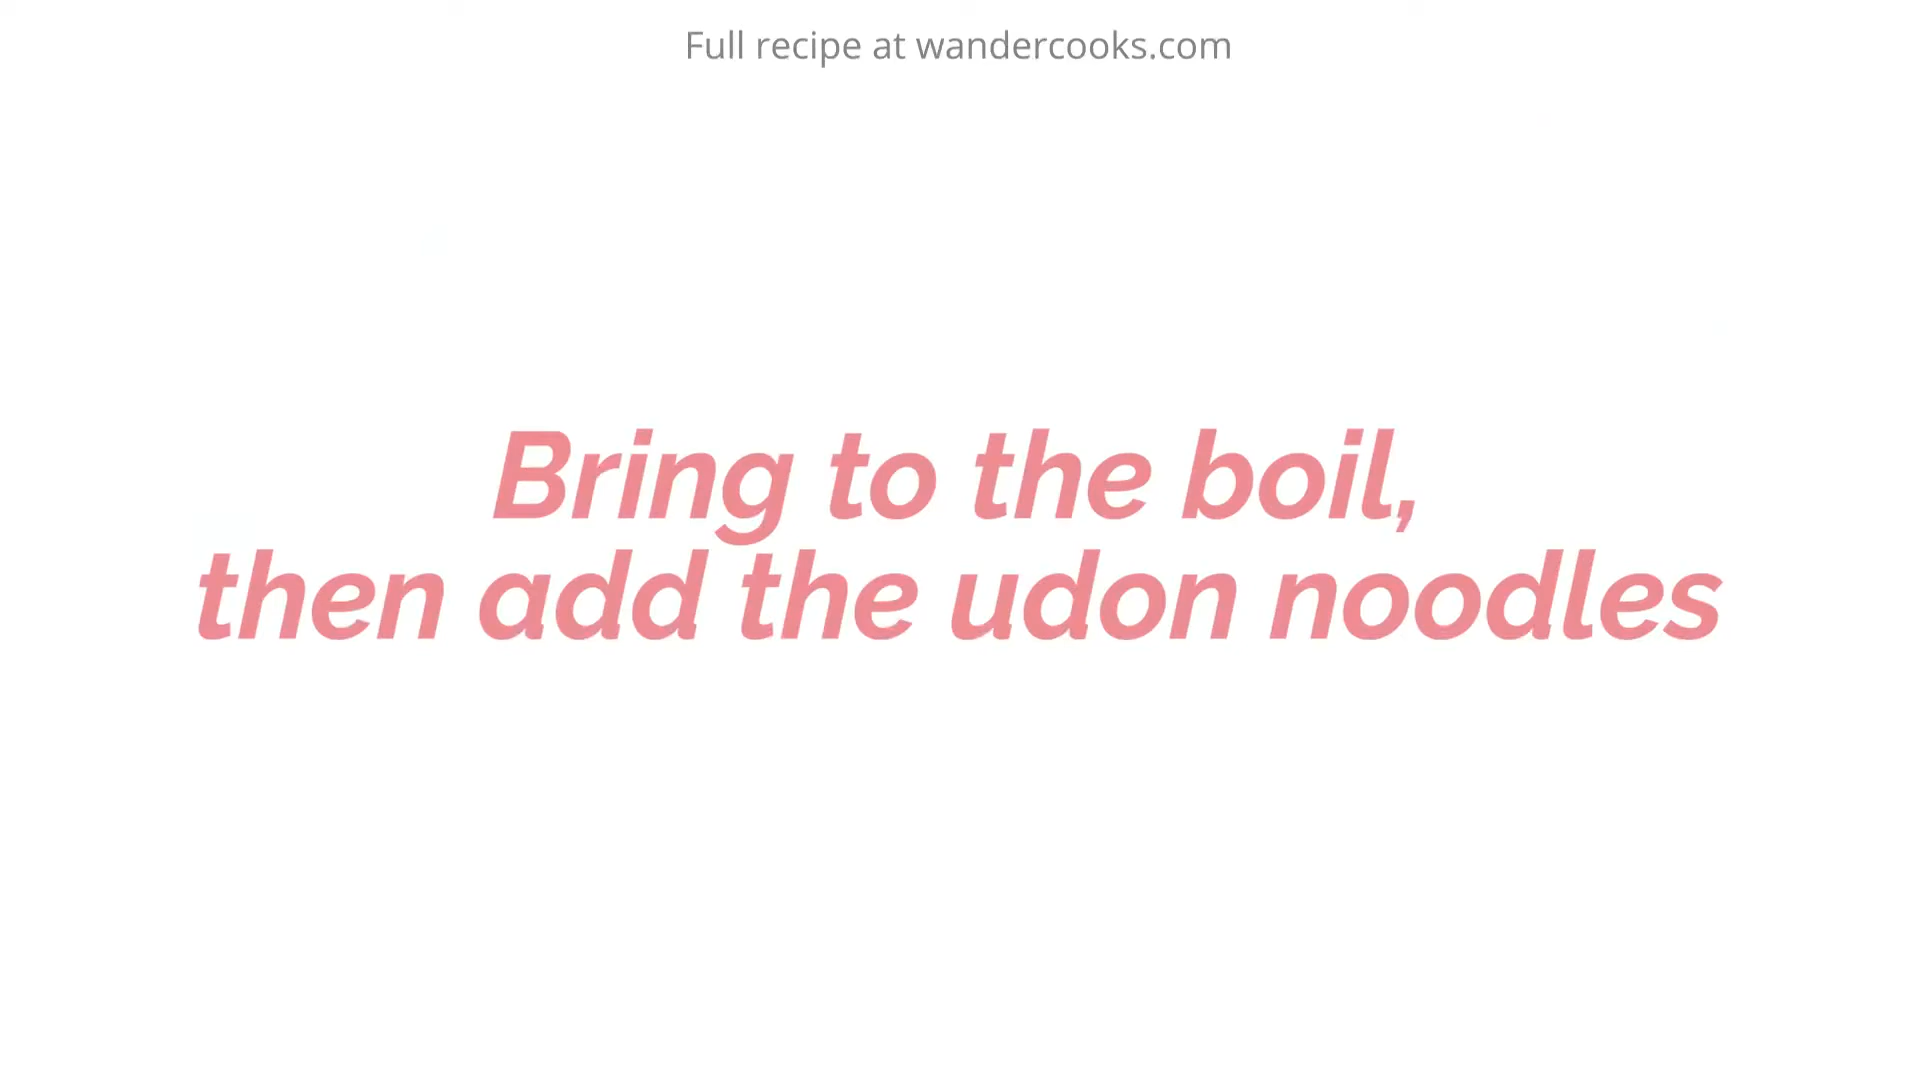 Full recipe at wandercooks.com
Bring to the boil,
then add the udon noodles